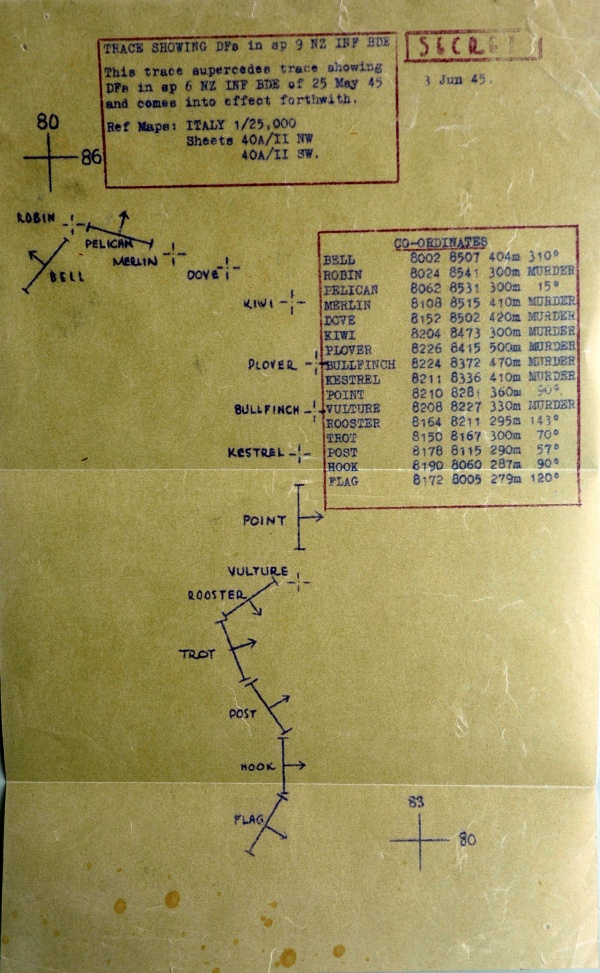 TRACE SHOWING DFs in sp 9 NZ INF BDE
This trace supercedes trace showing
DFs in sp 6 NZ INF BDE of 25 May 45
and comes into effect forthwith.
Ref Maps: ITALY 1/25,000
Sheets 40A/II NW
40A/II SW.
SECRET
3 Jun 45.
80
86
ROBIN
PELICAN
MERLIN
BELL
DOVE
KIWI
PLOVER
BULLFINCH
KESTREL
POINT
VULTURE
ROOSTER
TROT
POST
HOOK
FLAG
CO-ORDINATES
BELL 8002 8507 404m 310°
ROBIN 8024 8541 300m MURDER
PELICAN 8062 8531 300m 15°
MERLIN 8108 8515 410m MURDER
DOVE 8152 8502 420m MURDER
KIWI 8204 8473 300m MURDER
PLOVER 8226 8415 500m MURDER
BULLFINCH 8224 8372 470m MURDER
KESTREL 8211 8336 410m MURDER
POINT 8210 8281 360m 90°
VULTURE 8208 8227 330m MURDER
ROOSTER 8164 8211 295m 143°
TROT 8150 8167 300m 70°
POST 8178 8115 290m 57°
HOOK 8190 8060 287m 90°
FLAG 8172 8005 279m 120°
83
80